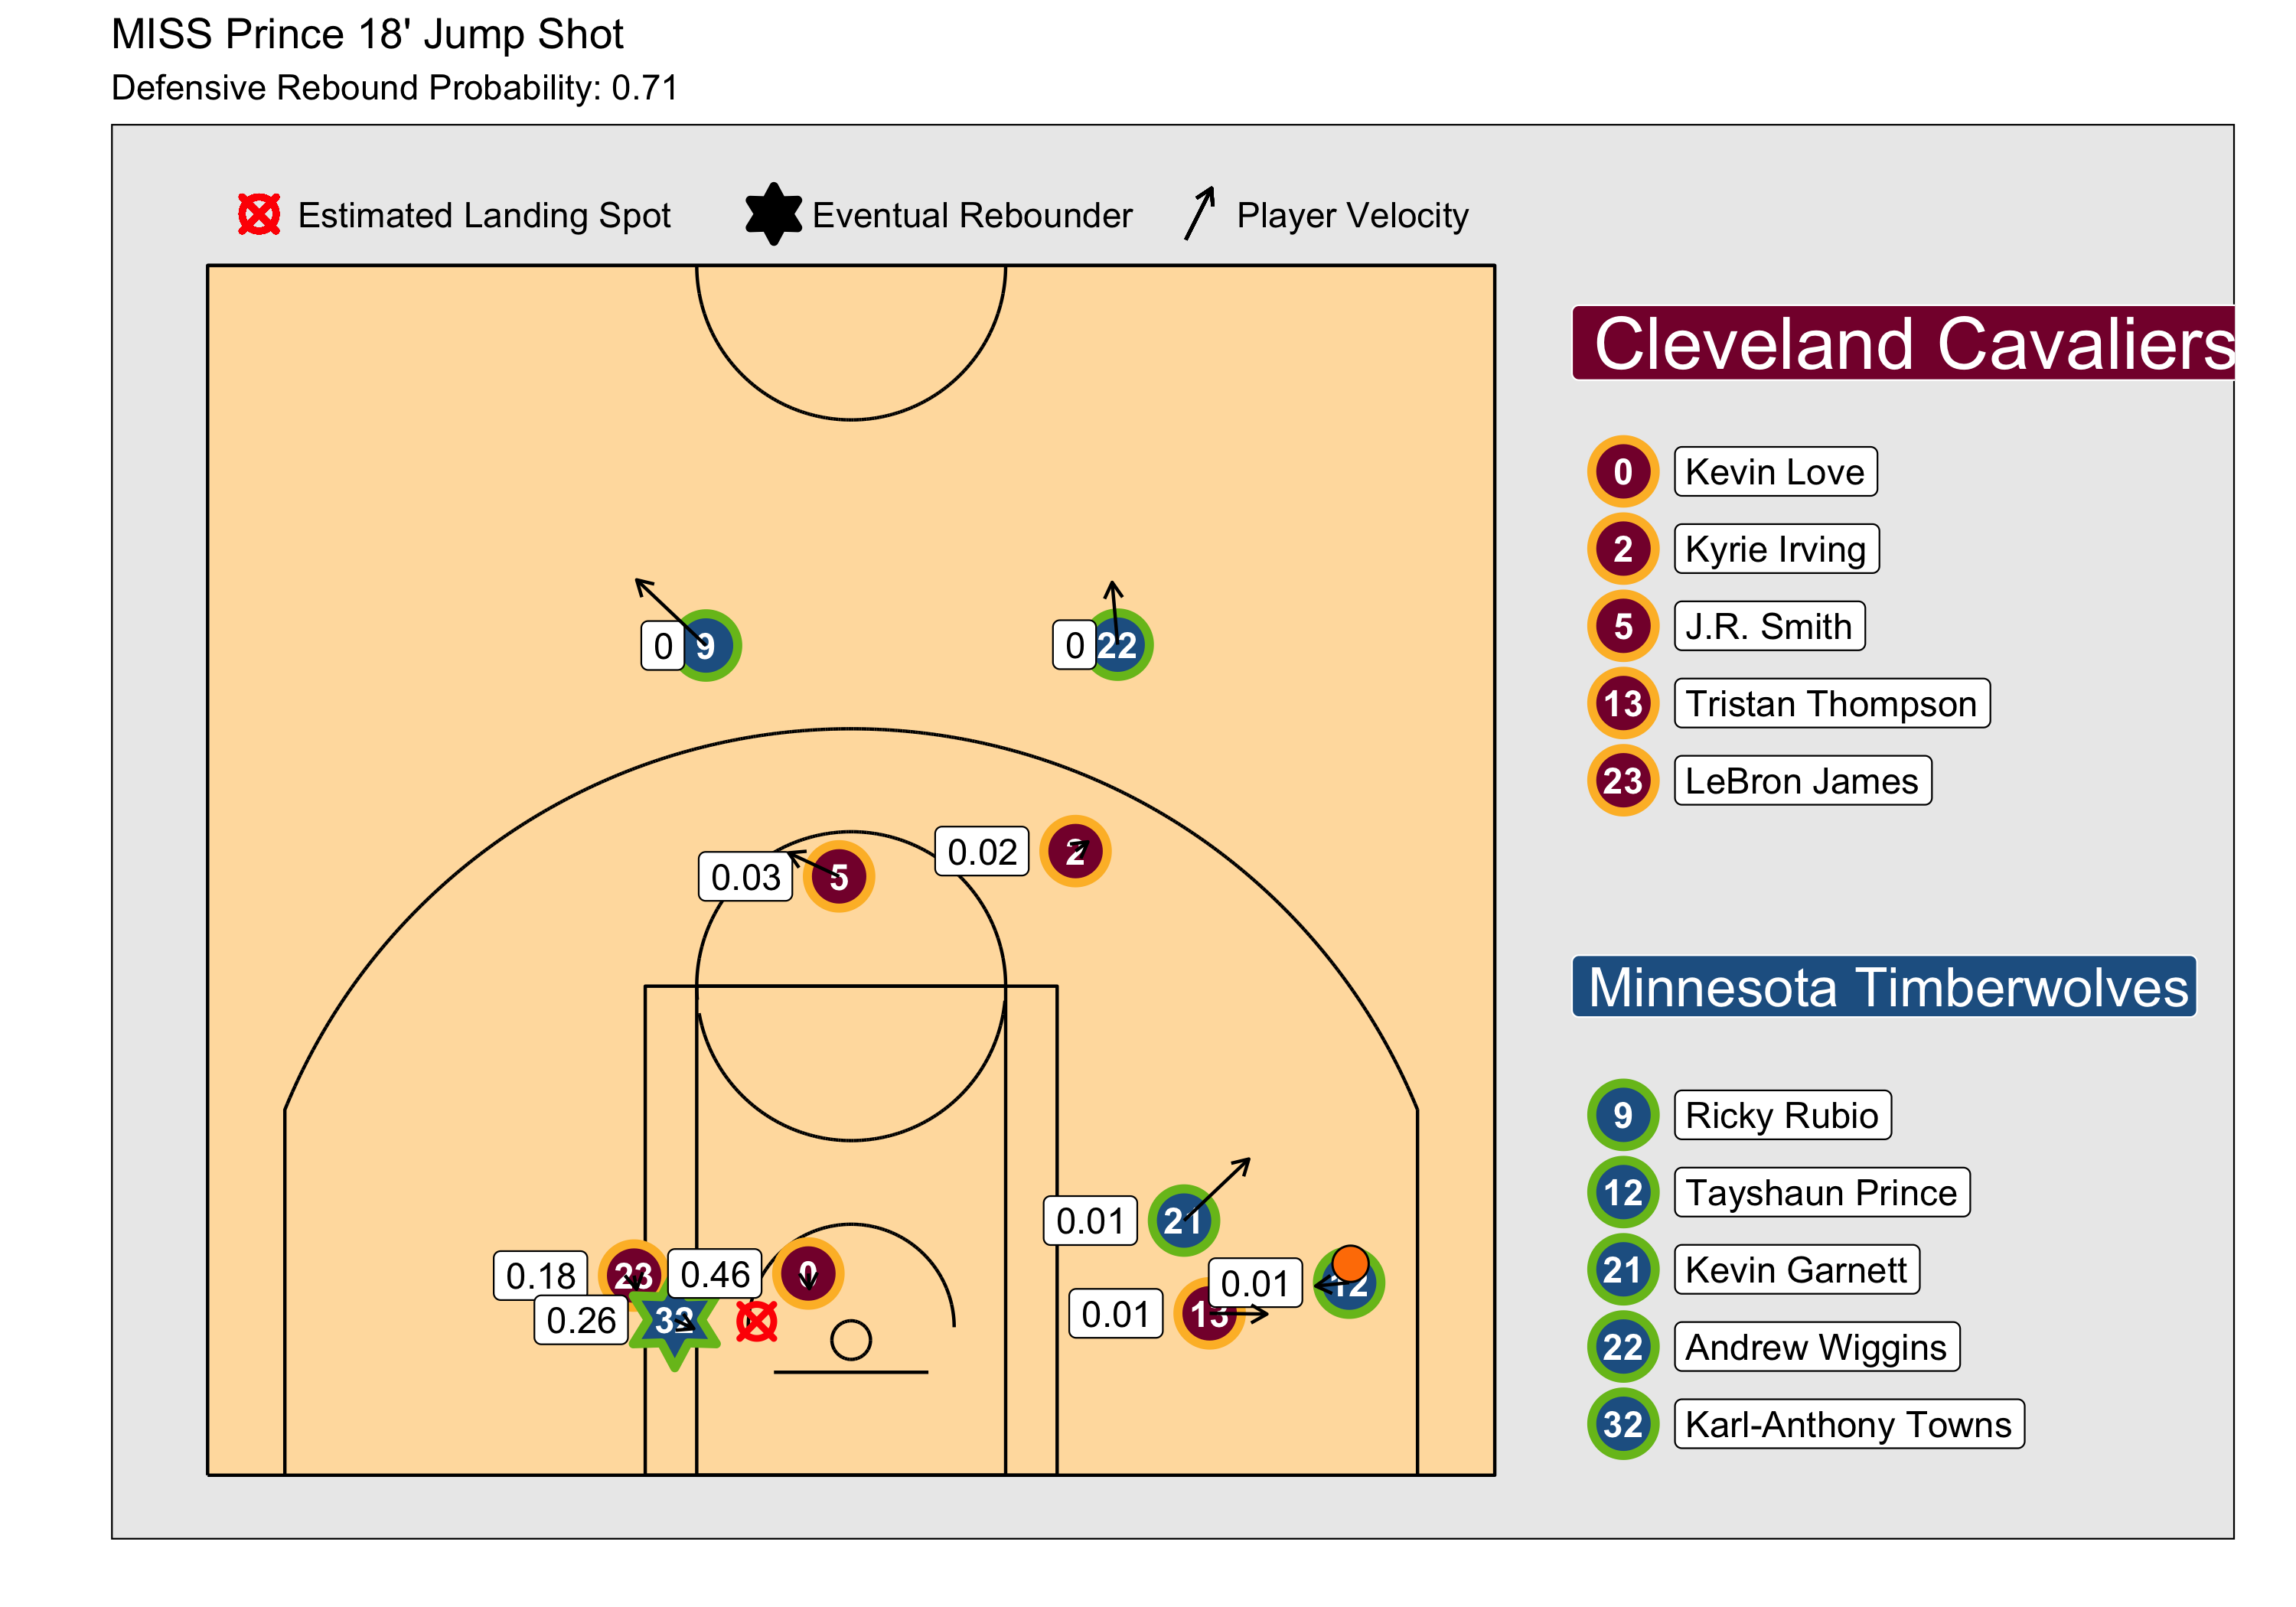 MISS Prince 18' Jump Shot
Defensive Rebound Probability: 0.71
Estimated Landing Spot
Eventual Rebounder
Player Velocity
Cleveland Cavaliers
0 Kevin Love
2 Kyrie Irving
5 J.R. Smith
13 Tristan Thompson
23 LeBron James
0 9
0 22
0.02 2
0.03 5
Minnesota Timberwolves
9 Ricky Rubio
12 Tayshaun Prince
21 Kevin Garnett
22 Andrew Wiggins
32 Karl-Anthony Towns
0.01 21
0.18 23
0.46 0
0.01 12
0.26 32
0.01 13